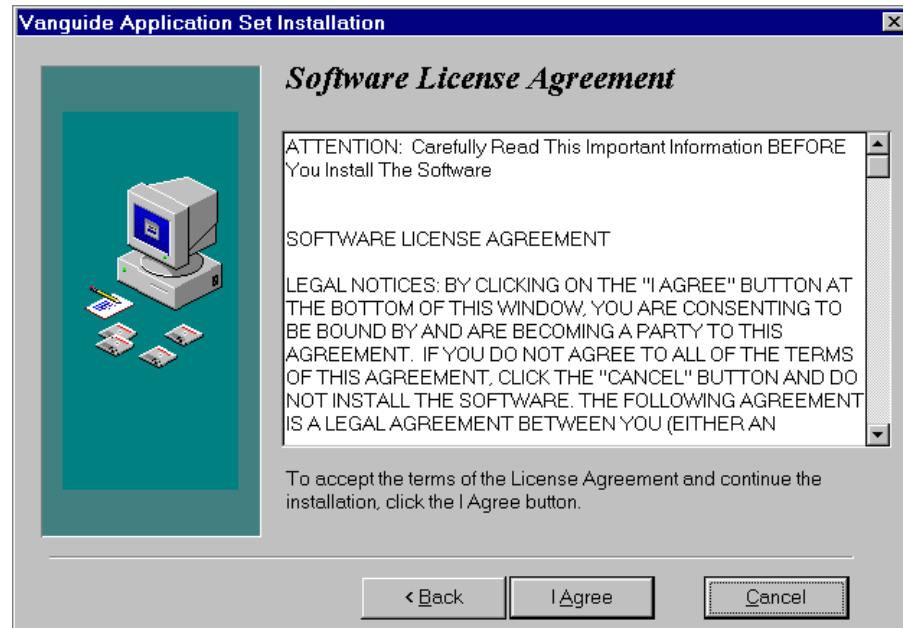 Vanguide Application Set Installation
Software License Agreement
ATTENTION: Carefully Read This Important Information BEFORE
You Install The Software
SOFTWARE LICENSE AGREEMENT
LEGAL NOTICES: BY CLICKING ON THE "I AGREE" BUTTON AT
THE BOTTOM OF THIS WINDOW, YOU ARE CONSENTING TO
BE BOUND BY AND ARE BECOMING A PARTY TO THIS
AGREEMENT. IF YOU DO NOT AGREE TO ALL OF THE TERMS
OF THIS AGREEMENT, CLICK THE "CANCEL" BUTTON AND DO
NOT INSTALL THE SOFTWARE. THE FOLLOWING AGREEMENT
IS A LEGAL AGREEMENT BETWEEN YOU (EITHER AN
To accept the terms of the License Agreement and continue the
installation, click the I Agree button.
< Back
I Agree
Cancel